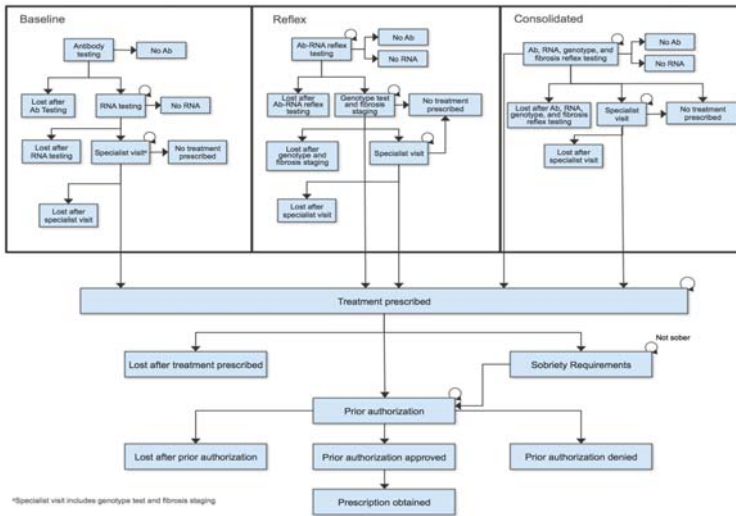 Baseline
Antibody
testing
No Ab
Lost after
Ab Testing
RNA testing
No RNA
Lost after
RNA testing
Specialist visitᵃ
No treatment
prescribed
Lost after
specialist visit
Reflex
Ab-RNA reflex
testing
No Ab
No RNA
Lost after
Ab-RNA reflex
testing
Genotype test
and fibrosis
staging
No treatment
prescribed
Lost after
genotype and
fibrosis staging
Specialist visit
Lost after
specialist visit
Consolidated
Ab, RNA, genotype, and
fibrosis reflex testing
No Ab
No RNA
Lost after Ab, RNA,
genotype, and fibrosis
reflex testing
Specialist
visit
No treatment
prescribed
Lost after
specialist visit
Treatment prescribed
Lost after treatment prescribed
Not sober
Sobriety Requirements
Prior authorization
Lost after prior authorization
Prior authorization approved
Prior authorization denied
Prescription obtained
ᵃSpecialist visit includes genotype test and fibrosis staging